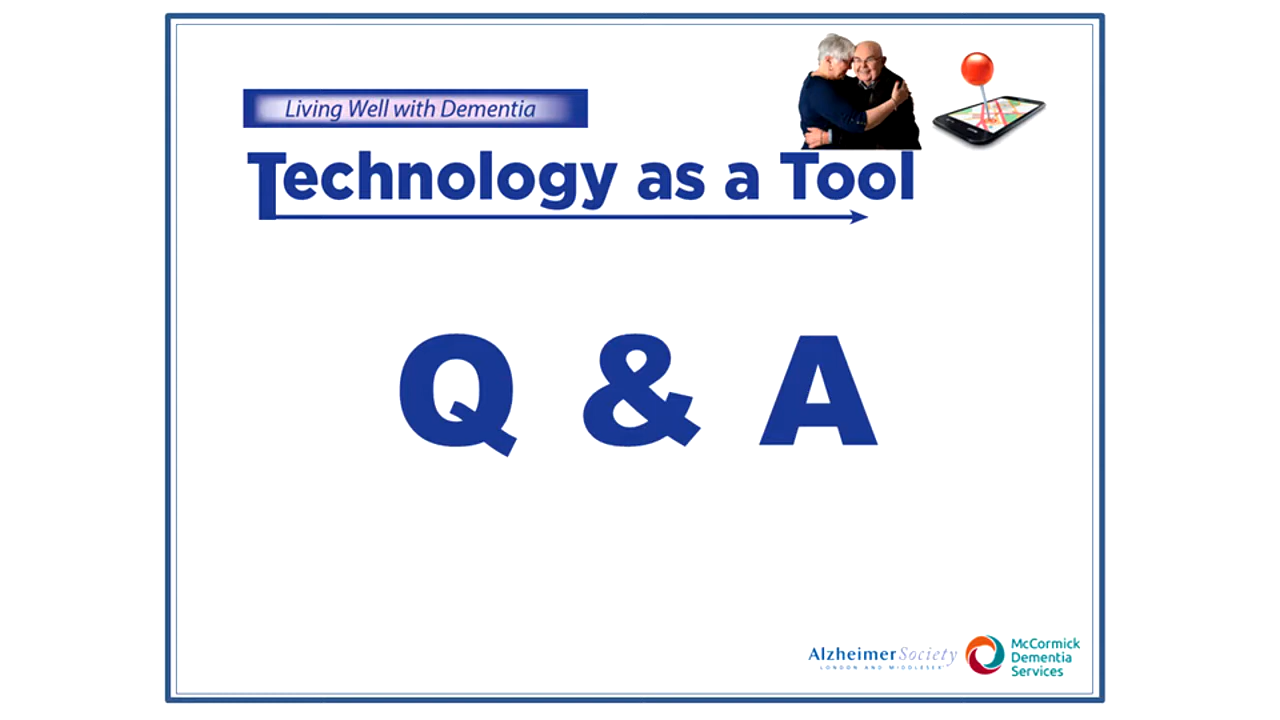 Living Well with Dementia
Technology as a Tool
Q & A
Alzheimer Society
LONDON AND MIDDLESEX
McCormick
Dementia
Services